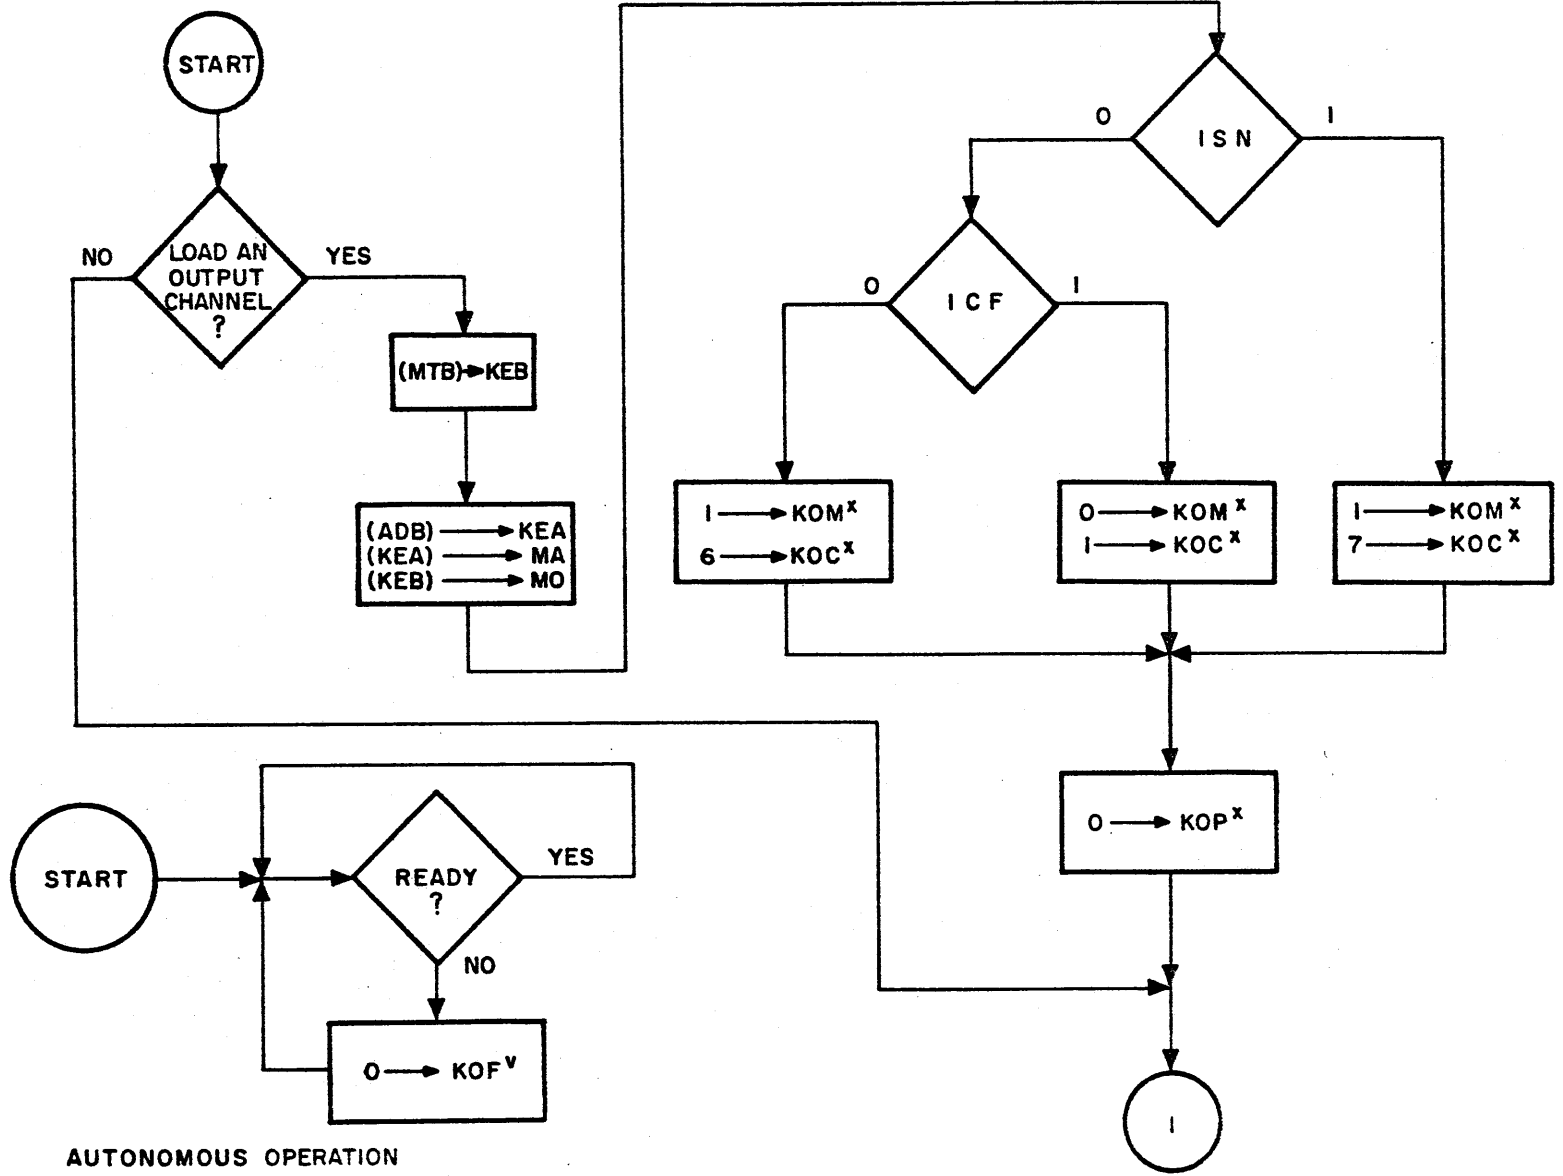 START
LOAD AN
OUTPUT
CHANNEL
?
NO
YES
(MTB)→KEB
(ADB) → KEA
(KEA) → MA
(KEB) → MO
ISN
0
1
ICF
0
1
1 → KOMˣ
6 → KOCˣ
0 → KOMˣ
1 → KOCˣ
1 → KOMˣ
7 → KOCˣ
0 → KOPˣ
1
START
READY
?
YES
NO
0 → KOFᵛ
AUTONOMOUS OPERATION